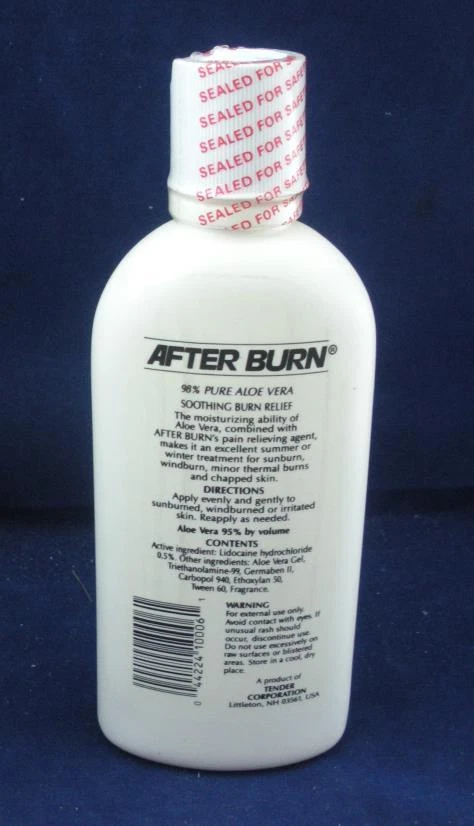 SEALED FOR SAFE
SEALED FOR SAFE
SEALED FOR SAFE
SEALED FOR SAFE
SEALED FOR SAFE
SEALED FOR SAFE
SEALED FOR
AFTER BURN®
98% PURE ALOE VERA
SOOTHING BURN RELIEF
The moisturizing ability of
Aloe Vera, combined with
AFTER BURN's pain relieving agent,
makes it an excellent summer or
winter treatment for sunburn,
windburn, minor thermal burns
and chapped skin.
DIRECTIONS
Apply evenly and gently to
sunburned, windburned or irritated
skin. Reapply as needed.
Aloe Vera 95% by volume
CONTENTS
Active ingredient: Lidocaine hydrochloride
0.5%. Other ingredients: Aloe Vera Gel,
Triethanolamine-99, Germaben II,
Carbopol 940, Ethoxylan 50,
Tween 60, Fragrance.
WARNING
For external use only.
Avoid contact with eyes. If
unusual rash should
occur, discontinue use.
Do not use excessively on
raw surfaces or blistered
areas. Store in a cool, dry
place.
A product of
TENDER
CORPORATION
Littleton, NH 03561, USA
0 44224 10006 1